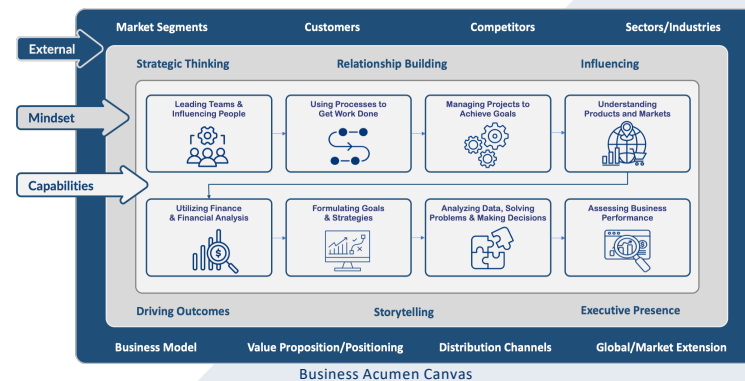 Market Segments
Customers
Competitors
Sectors/Industries
External
Strategic Thinking
Relationship Building
Influencing
Mindset
Leading Teams &
Influencing People
Using Processes to
Get Work Done
Managing Projects to
Achieve Goals
Understanding
Products and Markets
Capabilities
Utilizing Finance
& Financial Analysis
Formulating Goals
& Strategies
Analyzing Data, Solving
Problems & Making Decisions
Assessing Business
Performance
Driving Outcomes
Storytelling
Executive Presence
Business Model
Value Proposition/Positioning
Distribution Channels
Global/Market Extension
Business Acumen Canvas